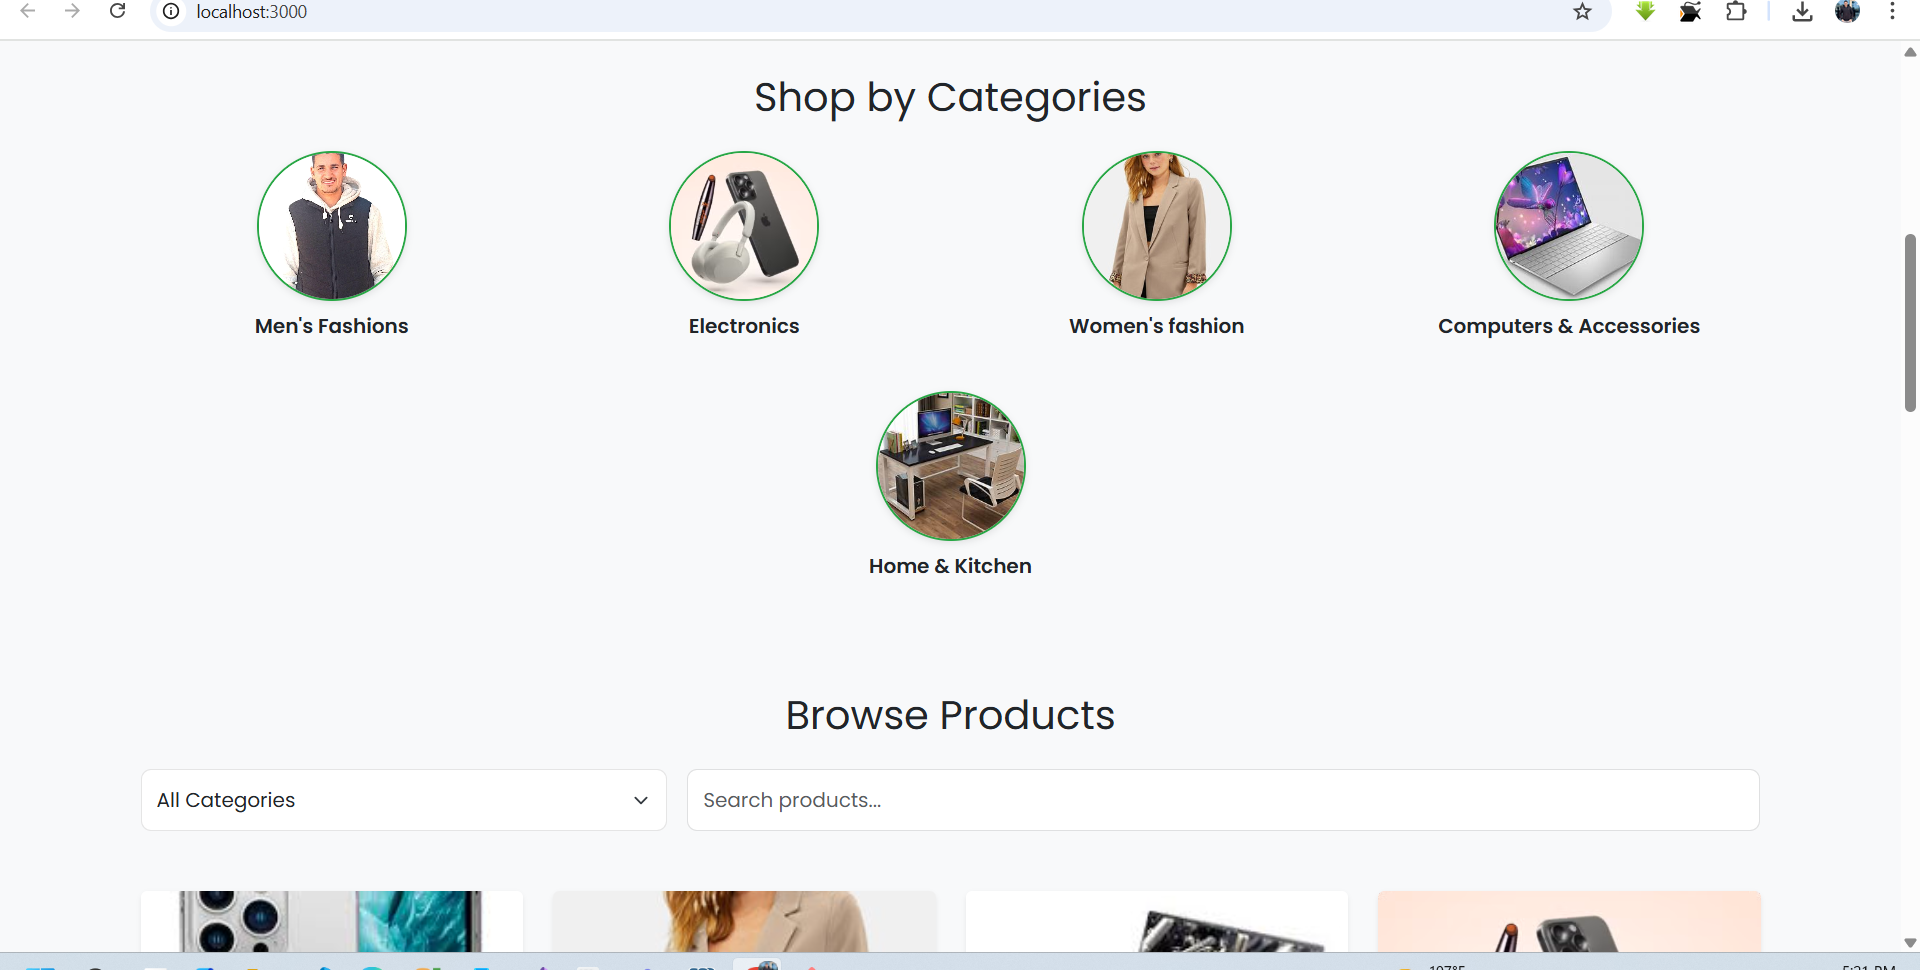 localhost:3000
Shop by Categories
Men's Fashions
Electronics
Women's fashion
Computers & Accessories
Home & Kitchen
Browse Products
All Categories
Search products...